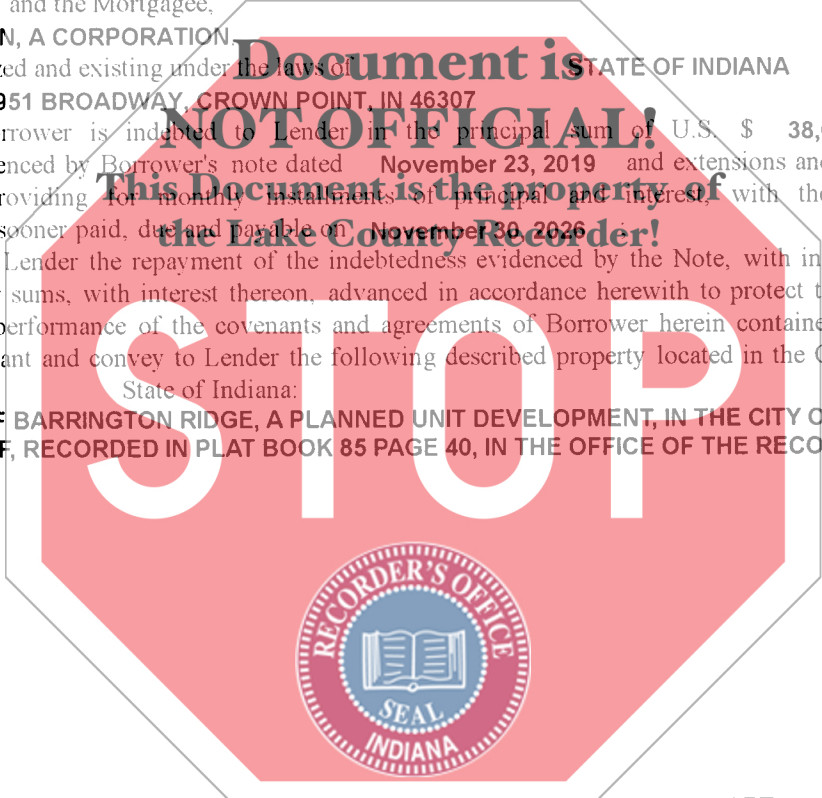 and the Mortgagee,
N, A CORPORATION,
Document is
zed and existing under the laws of STATE OF INDIANA
951 BROADWAY, CROWN POINT, IN 46307
NOT OFFICIAL!
rrower is indebted to Lender in the principal sum of U.S. $ 38,
enced by Borrower's note dated November 23, 2019 and extensions and
This Document is the property of
roviding for monthly installments of principal and interest, with the
the Lake County Recorder!
sooner paid, due and payable on November 30, 2026 .
Lender the repayment of the indebtedness evidenced by the Note, with in
sums, with interest thereon, advanced in accordance herewith to protect t
performance of the covenants and agreements of Borrower herein containe
ant and convey to Lender the following described property located in the C
State of Indiana:
F BARRINGTON RIDGE, A PLANNED UNIT DEVELOPMENT, IN THE CITY O
F, RECORDED IN PLAT BOOK 85 PAGE 40, IN THE OFFICE OF THE RECO
STOP
RECORDER'S OFFICE
SEAL
INDIANA